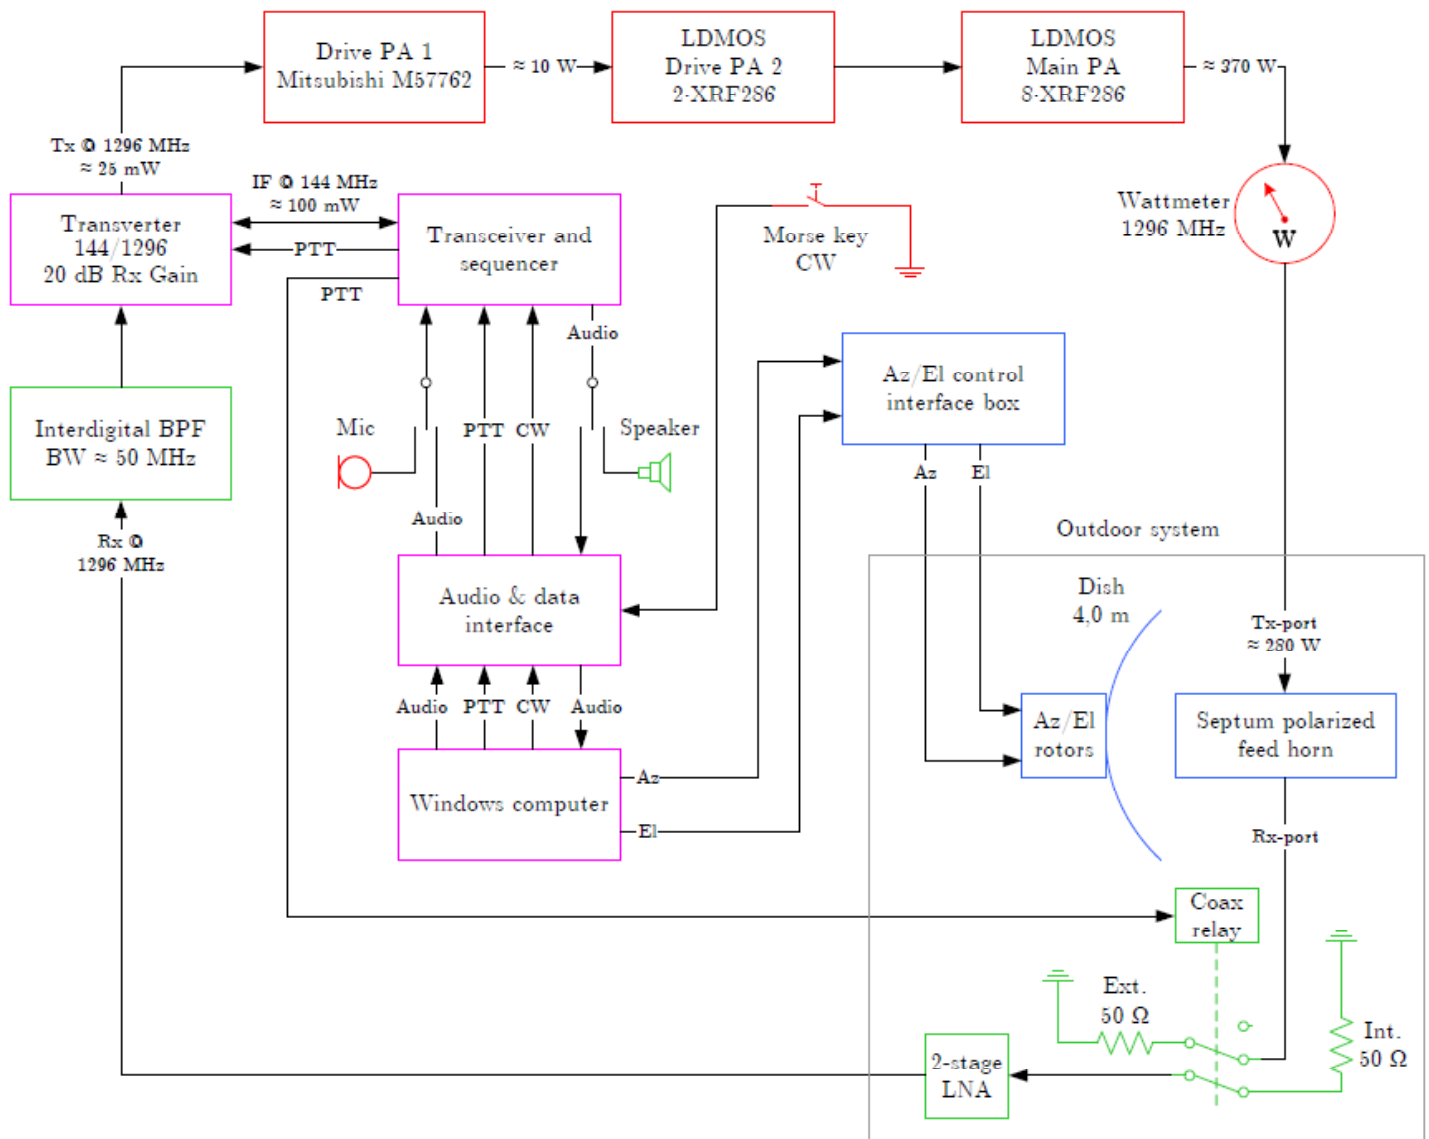 Drive PA 1
Mitsubishi M57762
≈ 10 W
LDMOS
Drive PA 2
2-XRF286
LDMOS
Main PA
8-XRF286
≈ 370 W
Tx @ 1296 MHz
≈ 25 mW
IF @ 144 MHz
≈ 100 mW
Transverter
144/1296
20 dB Rx Gain
PTT
PTT
Transceiver and
sequencer
Morse key
CW
Wattmeter
1296 MHz
W
Audio
Az/El control
interface box
Interdigital BPF
BW ≈ 50 MHz
Mic
PTT
CW
Speaker
Az
El
Audio
Rx @
1296 MHz
Outdoor system
Audio & data
interface
Dish
4,0 m
Tx-port
≈ 280 W
Audio
PTT
CW
Audio
Az/El
rotors
Septum polarized
feed horn
Windows computer
Az
El
Rx-port
Coax
relay
Ext.
50 Ω
Int.
50 Ω
2-stage
LNA